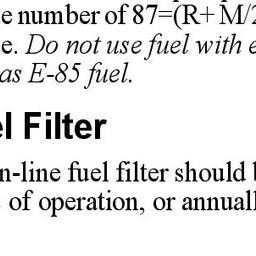 e number of 87=(R+ M/2
e. Do not use fuel with e
as E-85 fuel.
el Filter
n-line fuel filter should b
of operation, or annuall